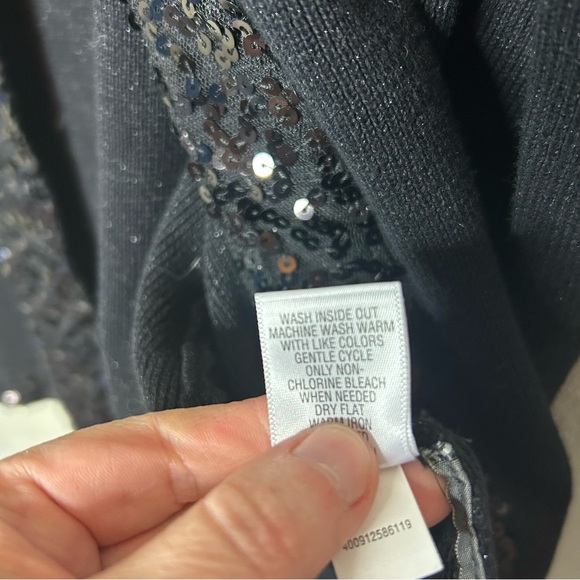 WASH INSIDE OUT
MACHINE WASH WARM
WITH LIKE COLORS
GENTLE CYCLE
ONLY NON-
CHLORINE BLEACH
WHEN NEEDED
DRY FLAT
WARM IRON
400912586119